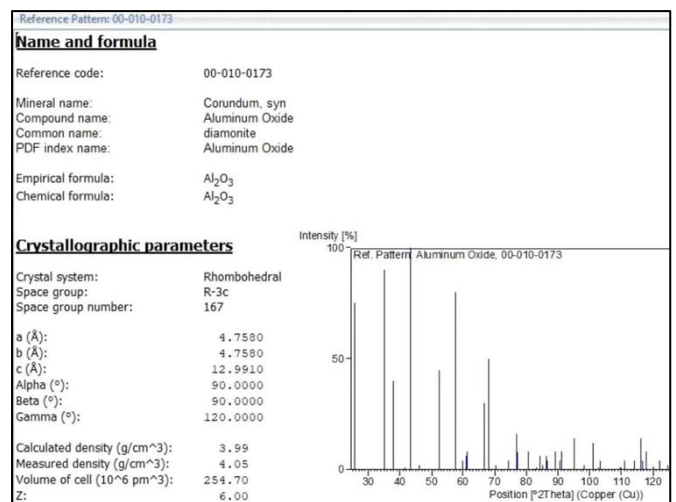 Reference Pattern: 00-010-0173
Name and formula
Reference code: 00-010-0173
Mineral name: Corundum, syn
Compound name: Aluminum Oxide
Common name: diamonite
PDF index name: Aluminum Oxide
Empirical formula: Al2O3
Chemical formula: Al2O3
Crystallographic parameters
Crystal system: Rhombohedral
Space group: R-3c
Space group number: 167
a (Å): 4.7580
b (Å): 4.7580
c (Å): 12.9910
Alpha (°): 90.0000
Beta (°): 90.0000
Gamma (°): 120.0000
Calculated density (g/cm^3): 3.99
Measured density (g/cm^3): 4.05
Volume of cell (10^6 pm^3): 254.70
Z: 6.00
Intensity [%]
100
Ref. Pattern: Aluminum Oxide, 00-010-0173
50
0
30 40 50 60 70 80 90 100 110 120
Position [°2Theta] (Copper (Cu))